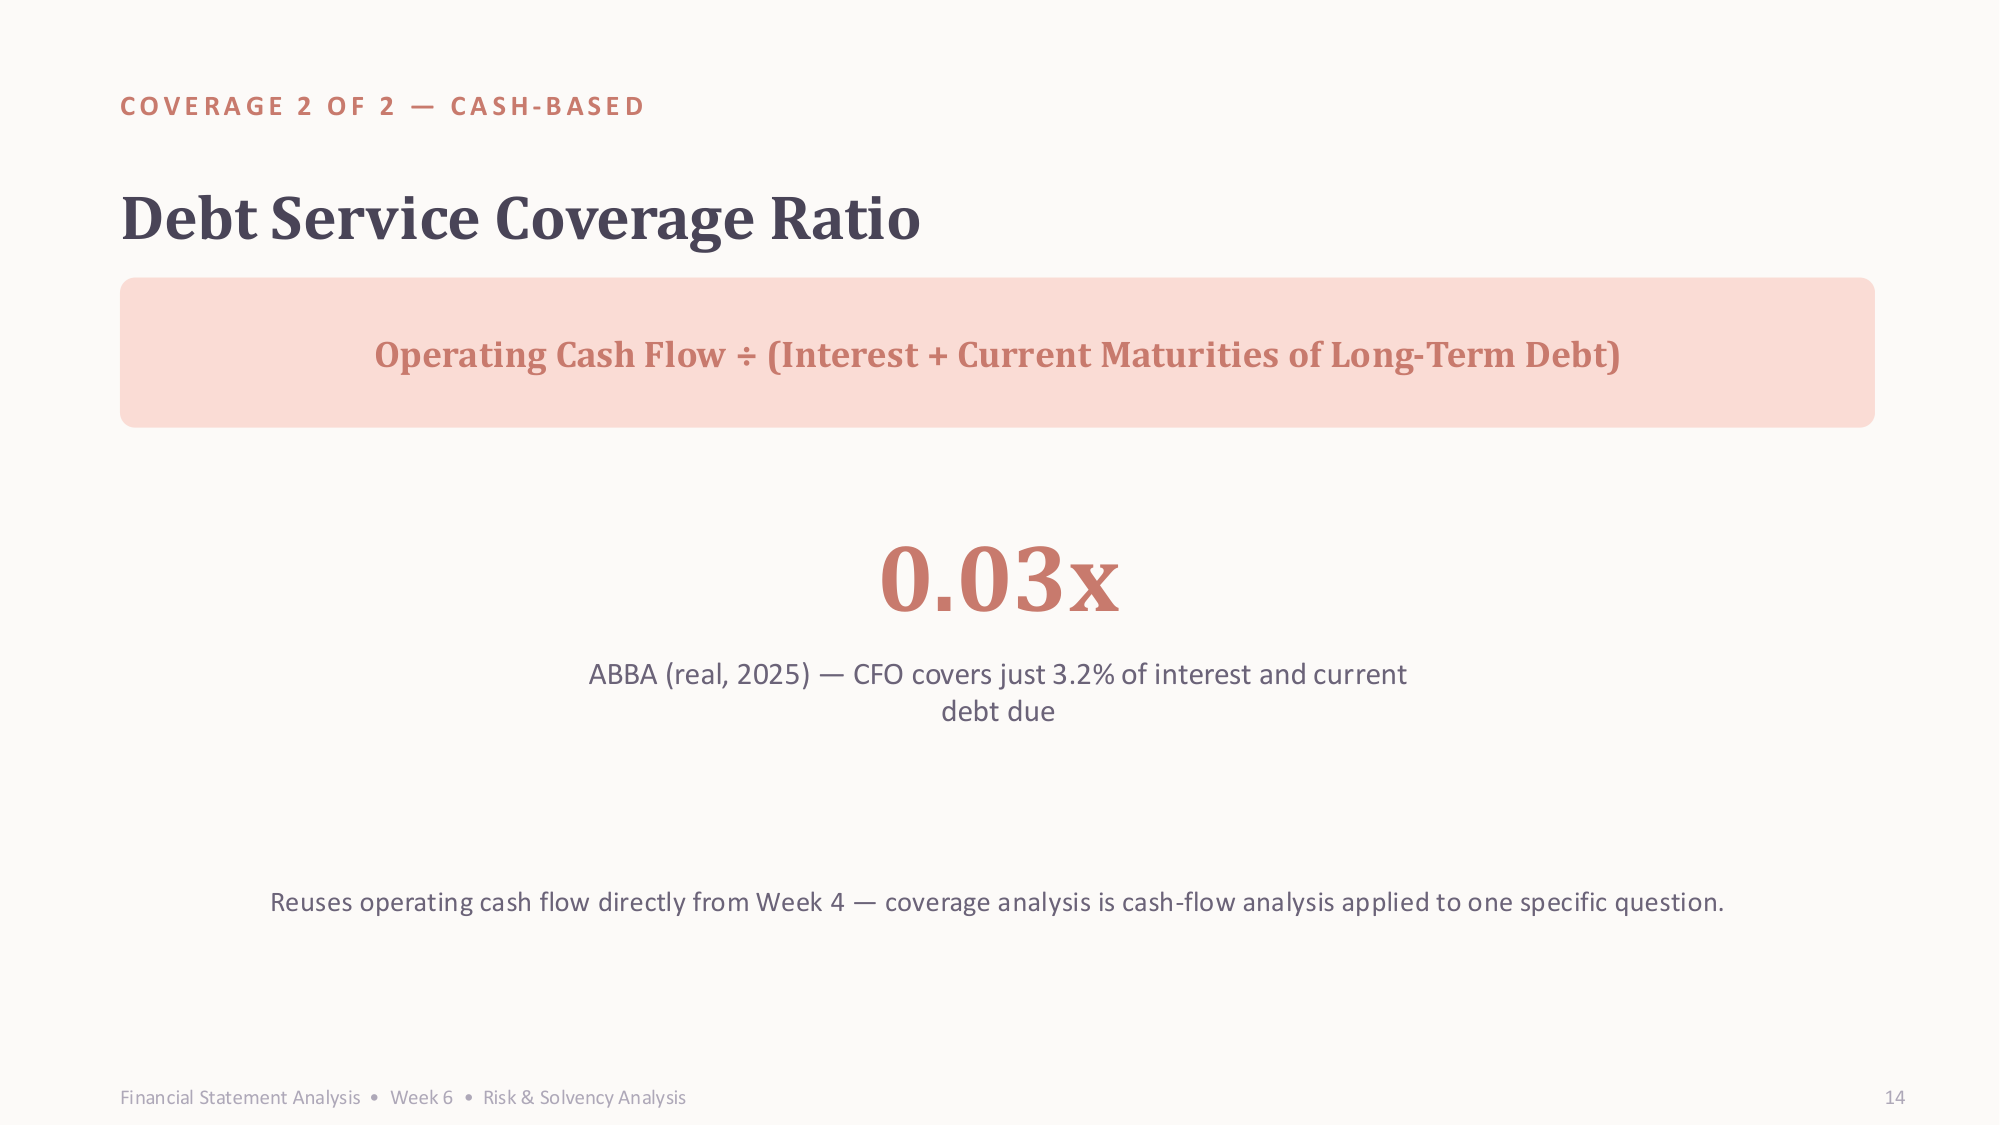 COVERAGE 2 OF 2 — CASH-BASED
Debt Service Coverage Ratio
Operating Cash Flow ÷ (Interest + Current Maturities of Long-Term Debt)
0.03x
ABBA (real, 2025) — CFO covers just 3.2% of interest and current
debt due
Reuses operating cash flow directly from Week 4 — coverage analysis is cash-flow analysis applied to one specific question.
Financial Statement Analysis • Week 6 • Risk & Solvency Analysis
14